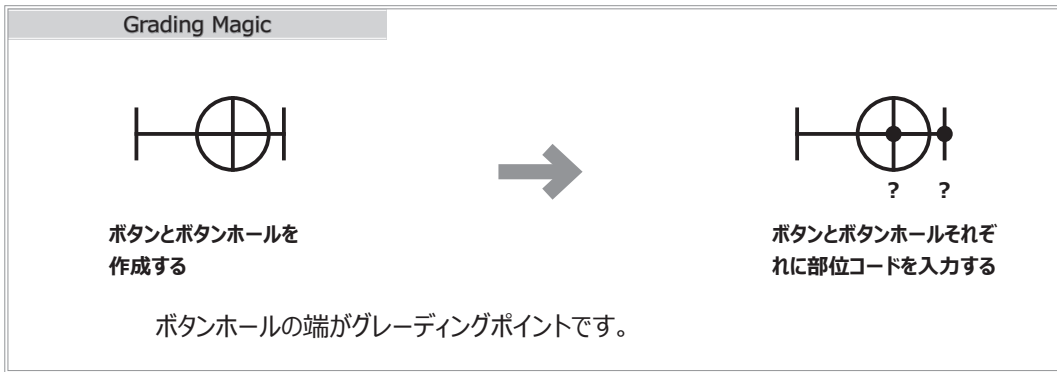 Grading Magic
? ?
ボタンとボタンホールを
作成する
ボタンとボタンホールそれぞ
れに部位コードを入力する
ボタンホールの端がグレーディングポイントです。